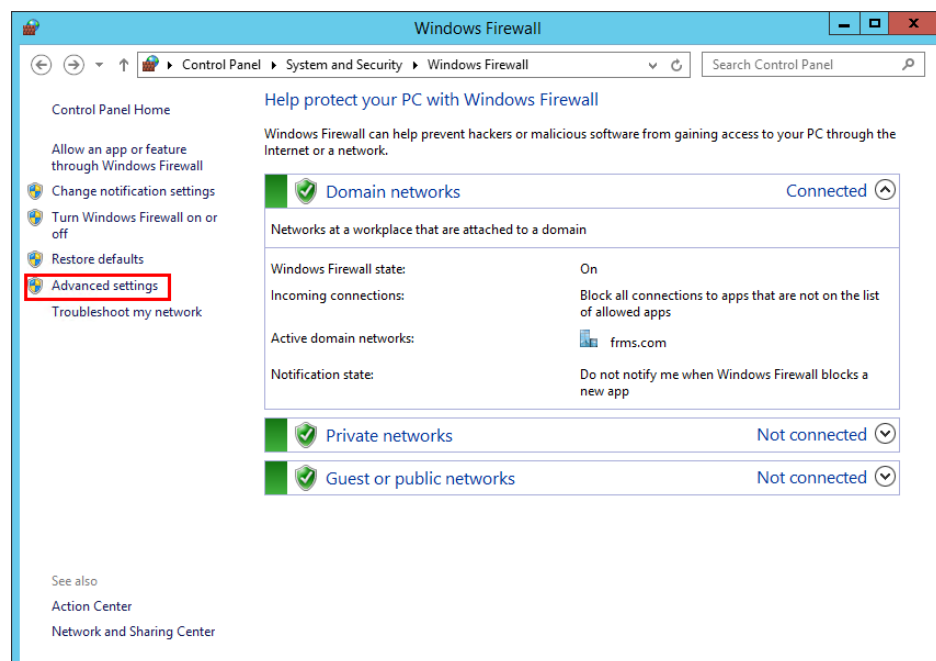 Windows Firewall
Control Panel System and Security Windows Firewall
Search Control Panel
Control Panel Home
Allow an app or feature
through Windows Firewall
Change notification settings
Turn Windows Firewall on or
off
Restore defaults
Advanced settings
Troubleshoot my network
See also
Action Center
Network and Sharing Center
Help protect your PC with Windows Firewall
Windows Firewall can help prevent hackers or malicious software from gaining access to your PC through the
Internet or a network.
Domain networks Connected
Networks at a workplace that are attached to a domain
Windows Firewall state: On
Incoming connections: Block all connections to apps that are not on the list
of allowed apps
Active domain networks: frms.com
Notification state: Do not notify me when Windows Firewall blocks a
new app
Private networks Not connected
Guest or public networks Not connected